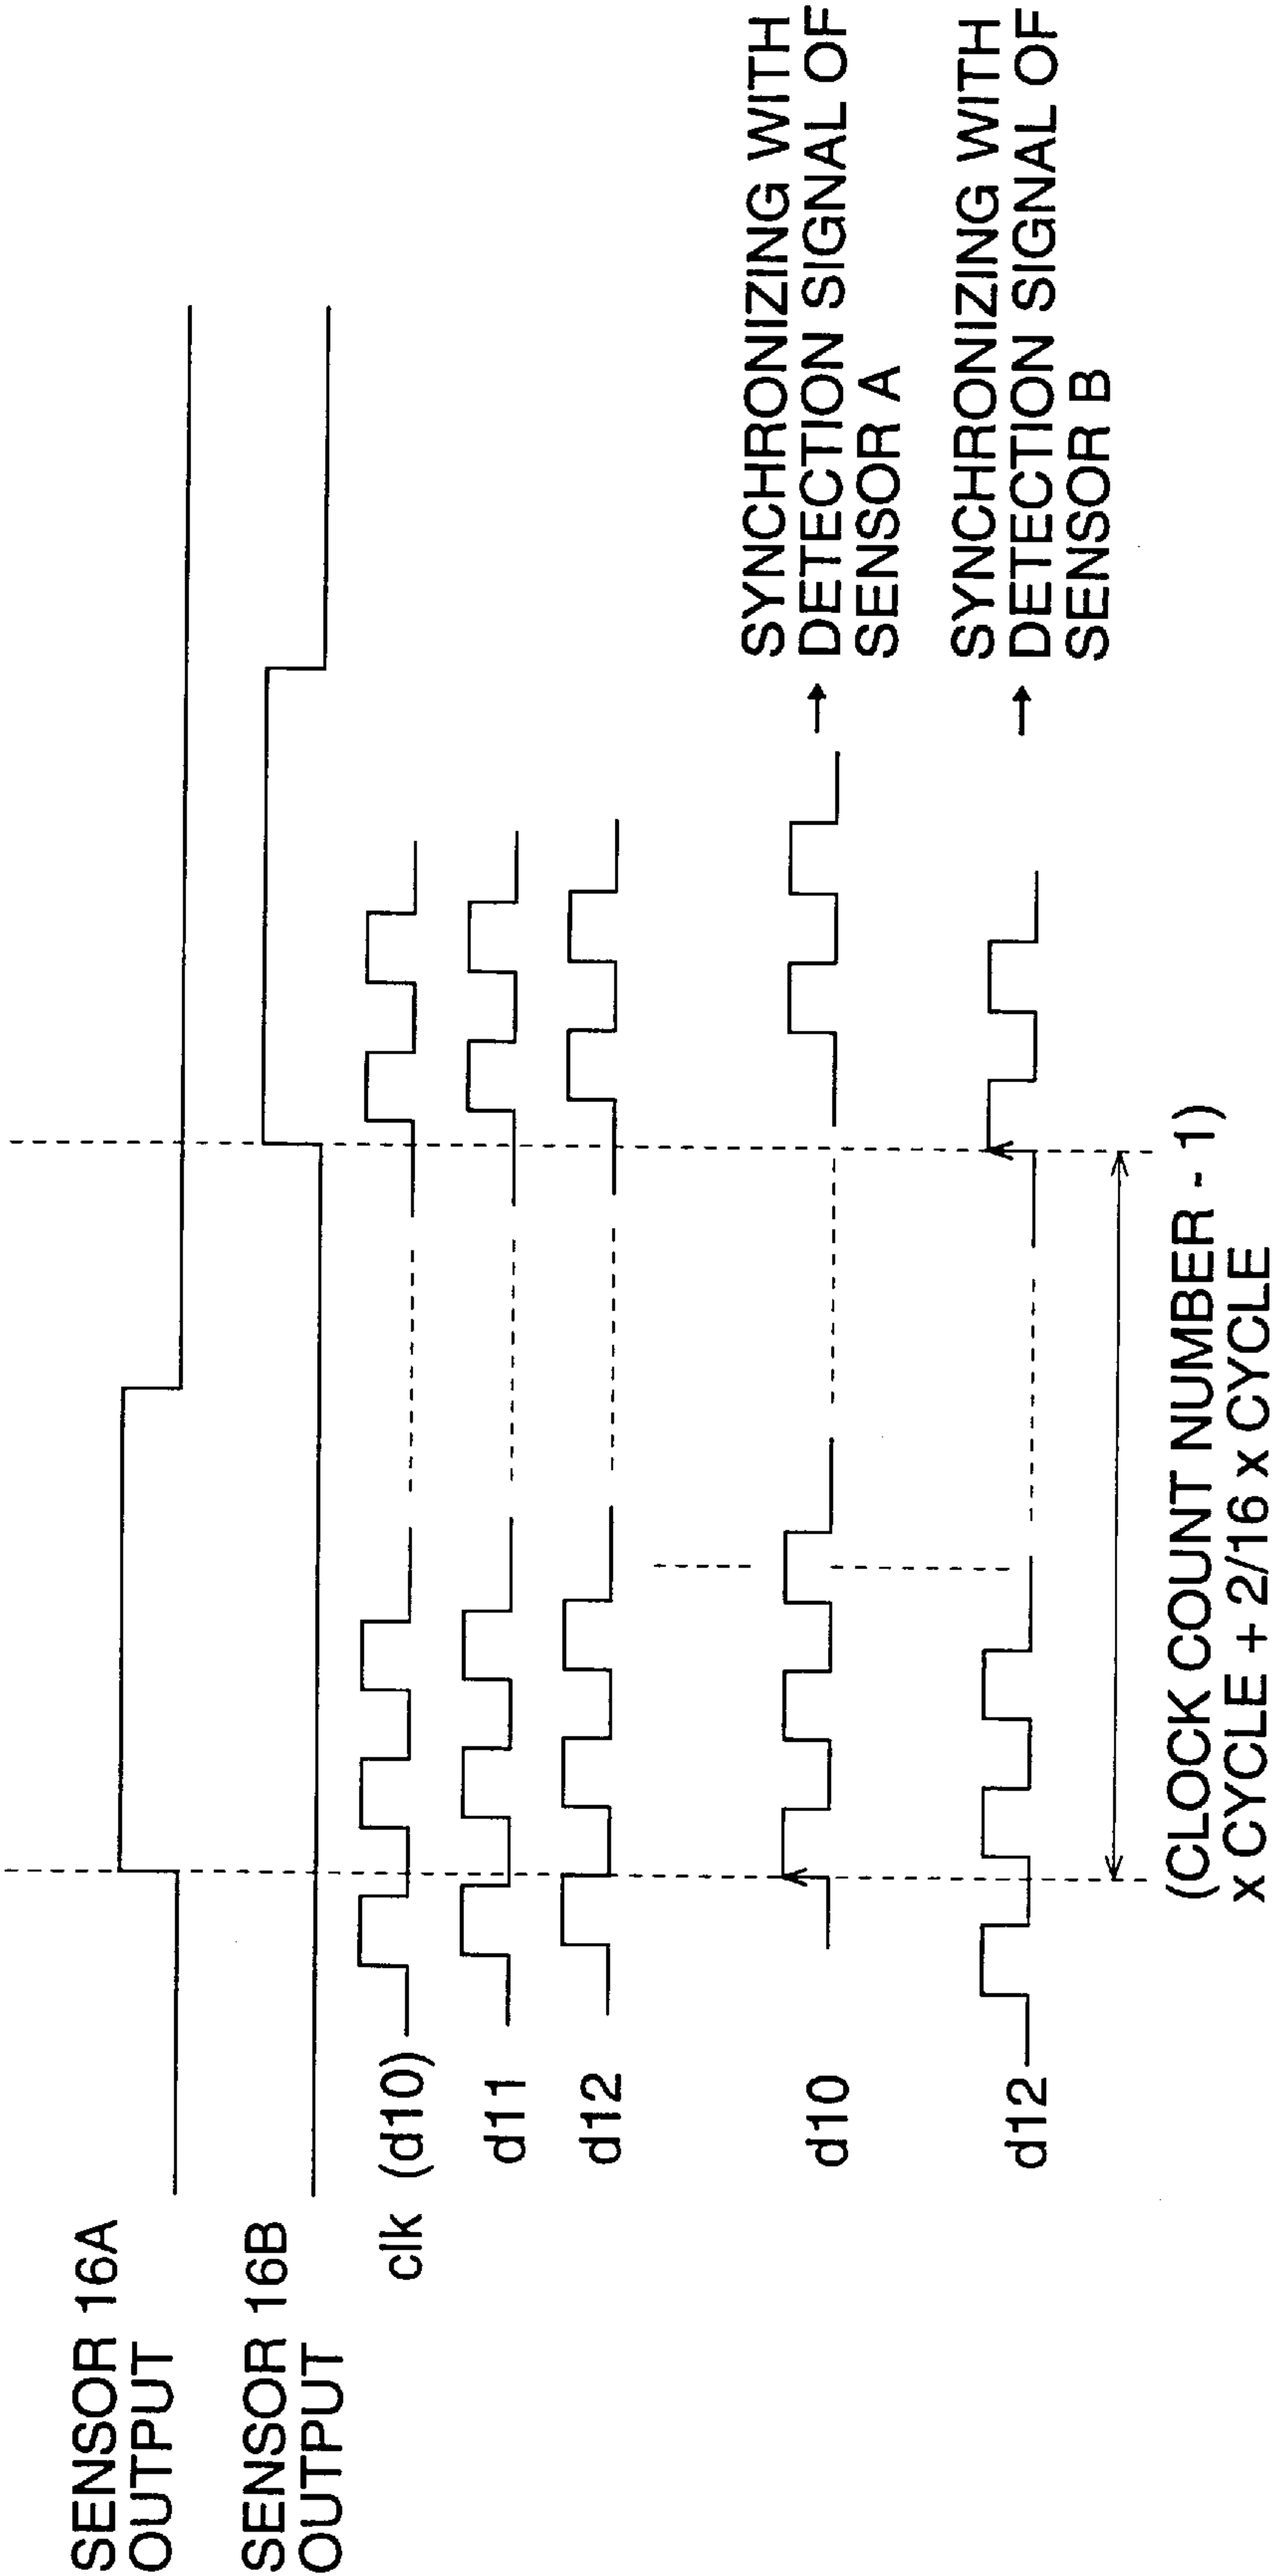 SENSOR 16A
OUTPUT
SENSOR 16B
OUTPUT
clk (d10)
d11
d12
d10
SYNCHRONIZING WITH
DETECTION SIGNAL OF
SENSOR A
d12
SYNCHRONIZING WITH
DETECTION SIGNAL OF
SENSOR B
(CLOCK COUNT NUMBER - 1)
x CYCLE + 2/16 x CYCLE